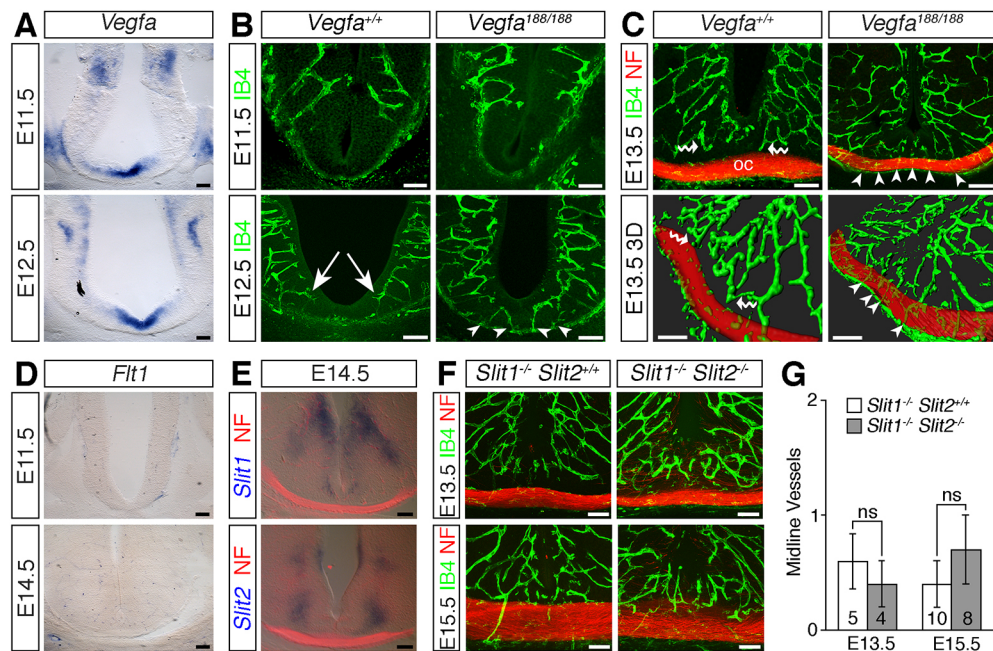 A
Vegfa
E11.5
E12.5
B
Vegfa+/+
Vegfa188/188
E11.5 IB4
E12.5 IB4
C
Vegfa+/+
Vegfa188/188
E13.5 IB4 NF
E13.5 3D
oc
D
Flt1
E11.5
E14.5
E
E14.5
Slit1 NF
Slit2 NF
F
Slit1-/- Slit2+/+
Slit1-/- Slit2-/-
E13.5 IB4 NF
E15.5 IB4 NF
G
Slit1-/- Slit2+/+
Slit1-/- Slit2-/-
Midline Vessels
2
1
0
ns
ns
5
4
10
8
E13.5
E15.5